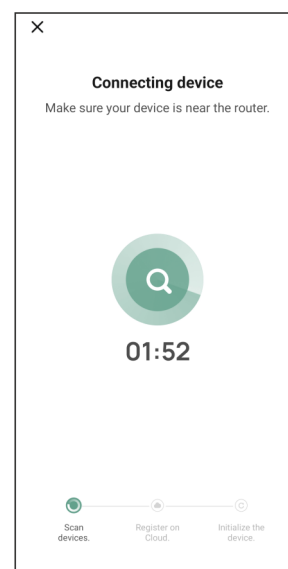 Connecting device
Make sure your device is near the router.
01:52
Scan
devices.
Register on
Cloud.
Initialize the
device.